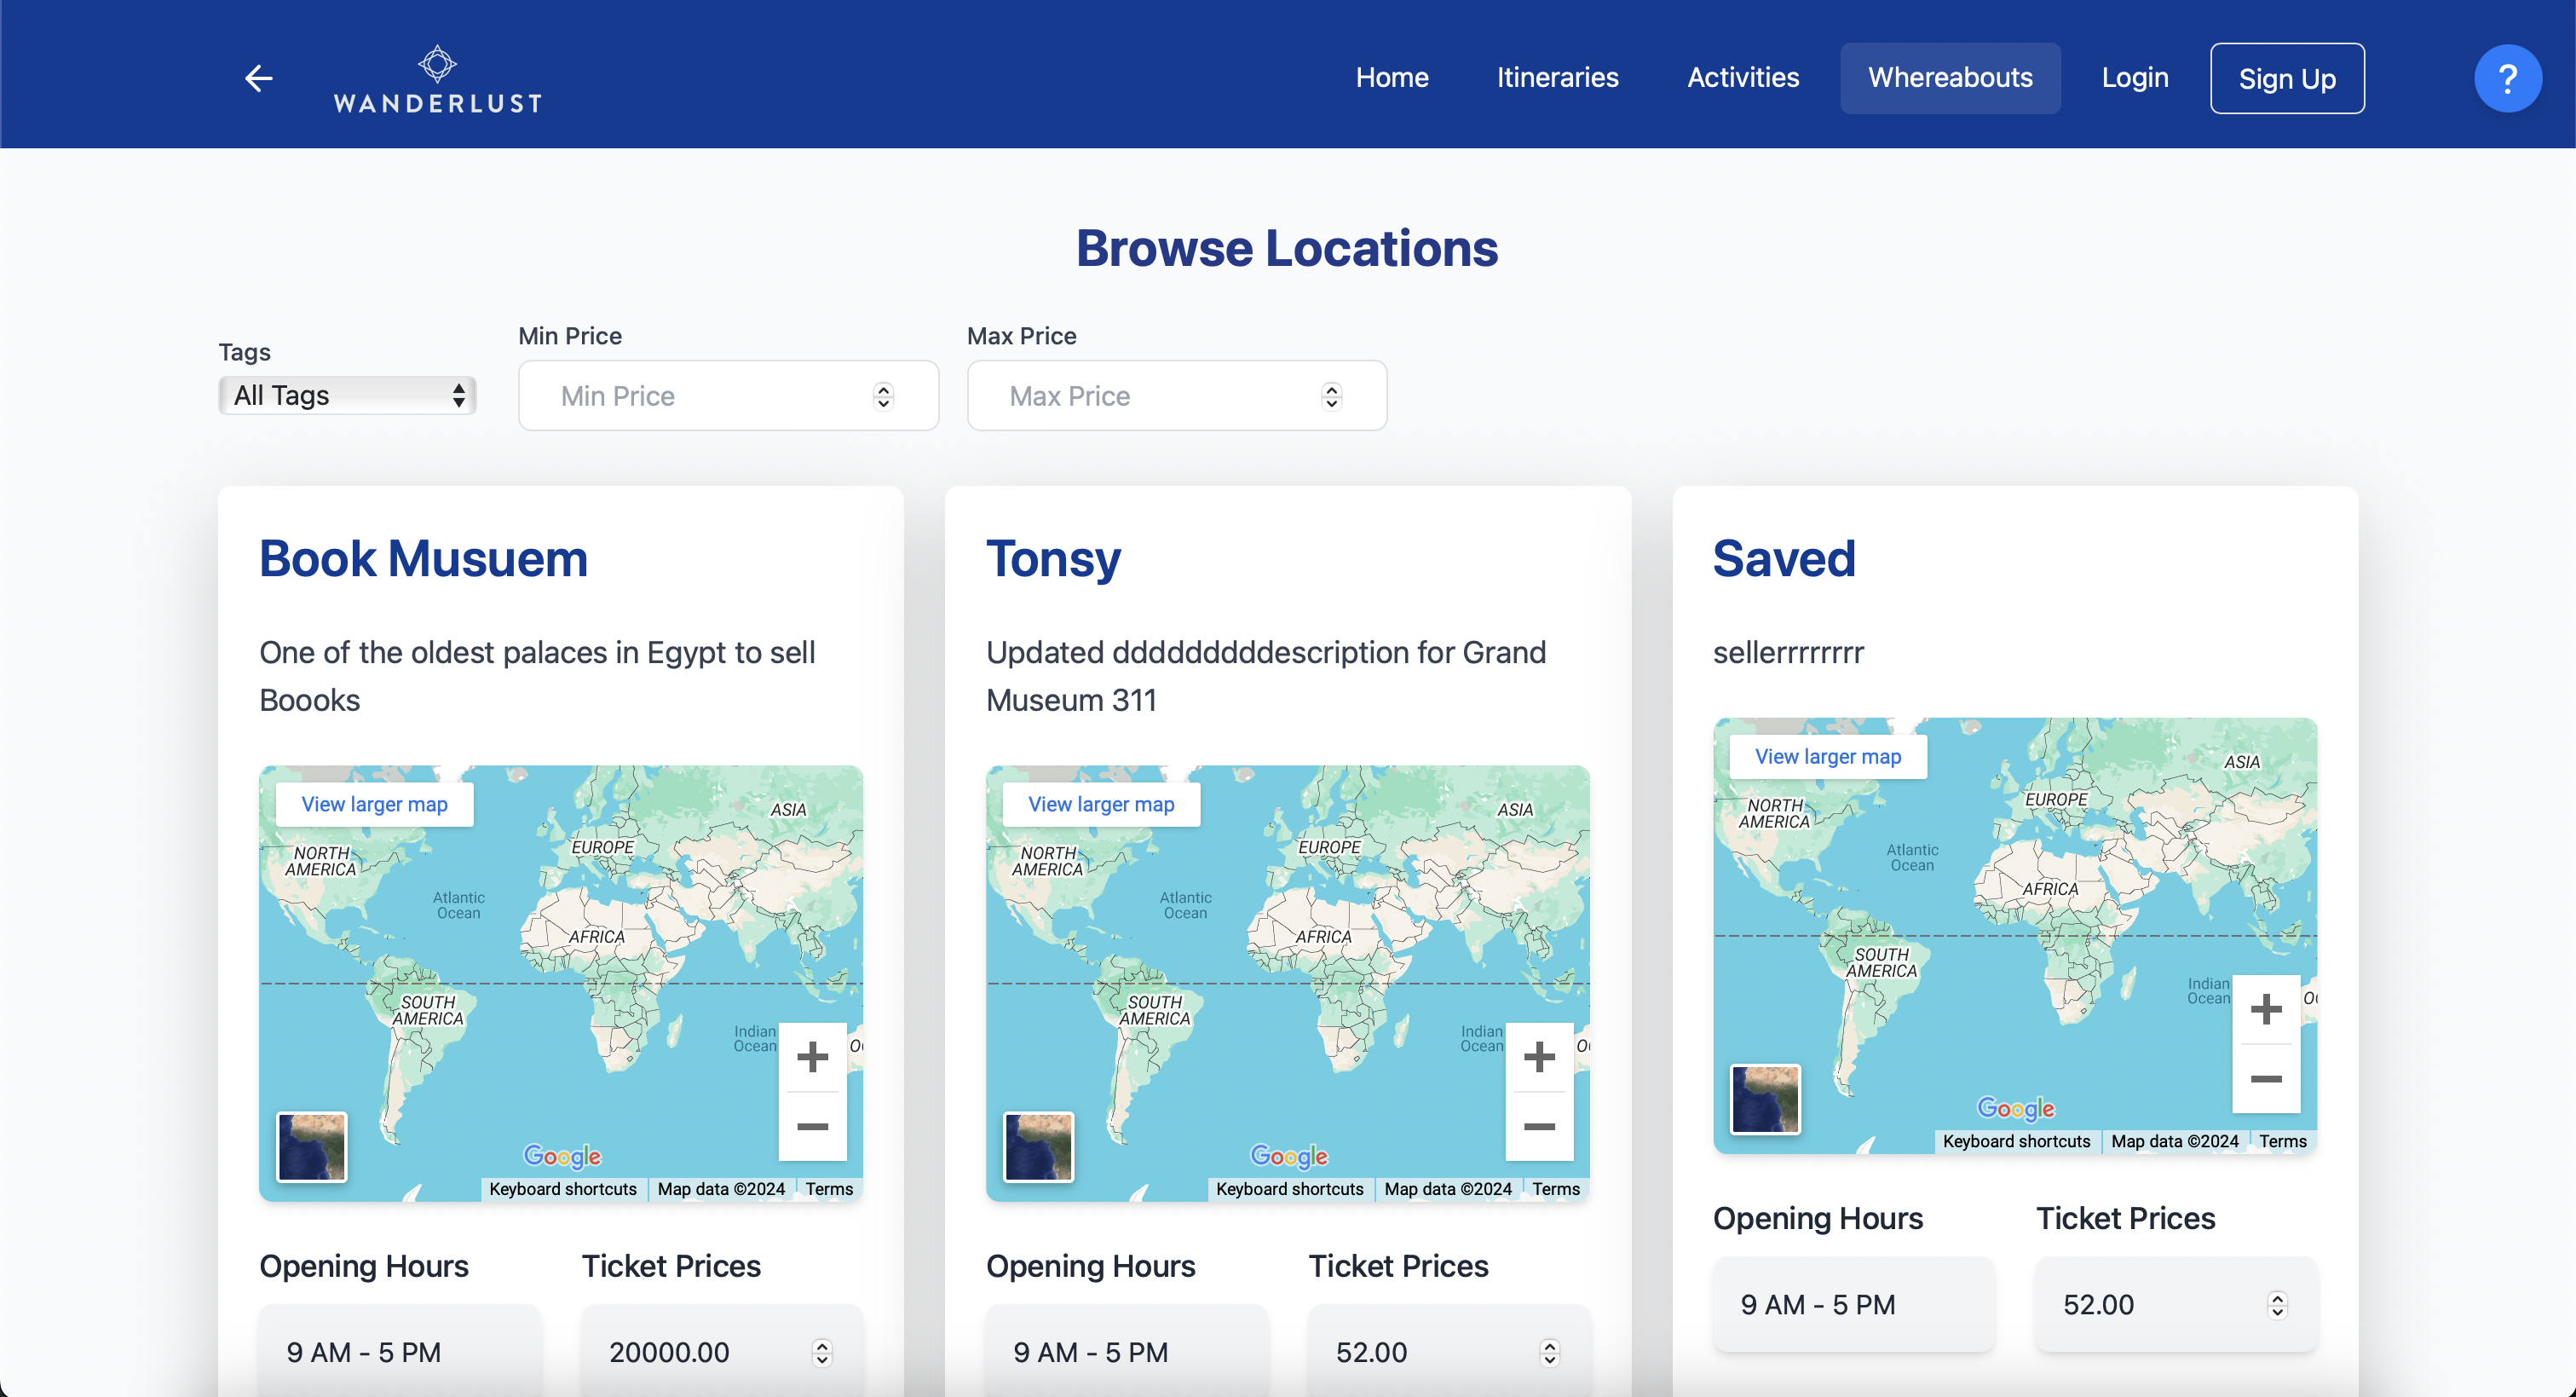 WANDERLUST
Home
Itineraries
Activities
Whereabouts
Login
Sign Up
?
Browse Locations
Tags
All Tags
Min Price
Min Price
Max Price
Max Price
Book Musuem
One of the oldest palaces in Egypt to sell
Boooks
View larger map
NORTH
AMERICA
EUROPE
ASIA
Atlantic
Ocean
AFRICA
SOUTH
AMERICA
Indian
Ocean
Google
Keyboard shortcuts
Map data ©2024
Terms
Opening Hours
9 AM - 5 PM
Ticket Prices
20000.00
Tonsy
Updated dddddddddescription for Grand
Museum 311
View larger map
NORTH
AMERICA
EUROPE
ASIA
Atlantic
Ocean
AFRICA
SOUTH
AMERICA
Indian
Ocean
Google
Keyboard shortcuts
Map data ©2024
Terms
Opening Hours
9 AM - 5 PM
Ticket Prices
52.00
Saved
sellerrrrrrrr
View larger map
NORTH
AMERICA
EUROPE
ASIA
Atlantic
Ocean
AFRICA
SOUTH
AMERICA
Indian
Ocean
Google
Keyboard shortcuts
Map data ©2024
Terms
Opening Hours
9 AM - 5 PM
Ticket Prices
52.00